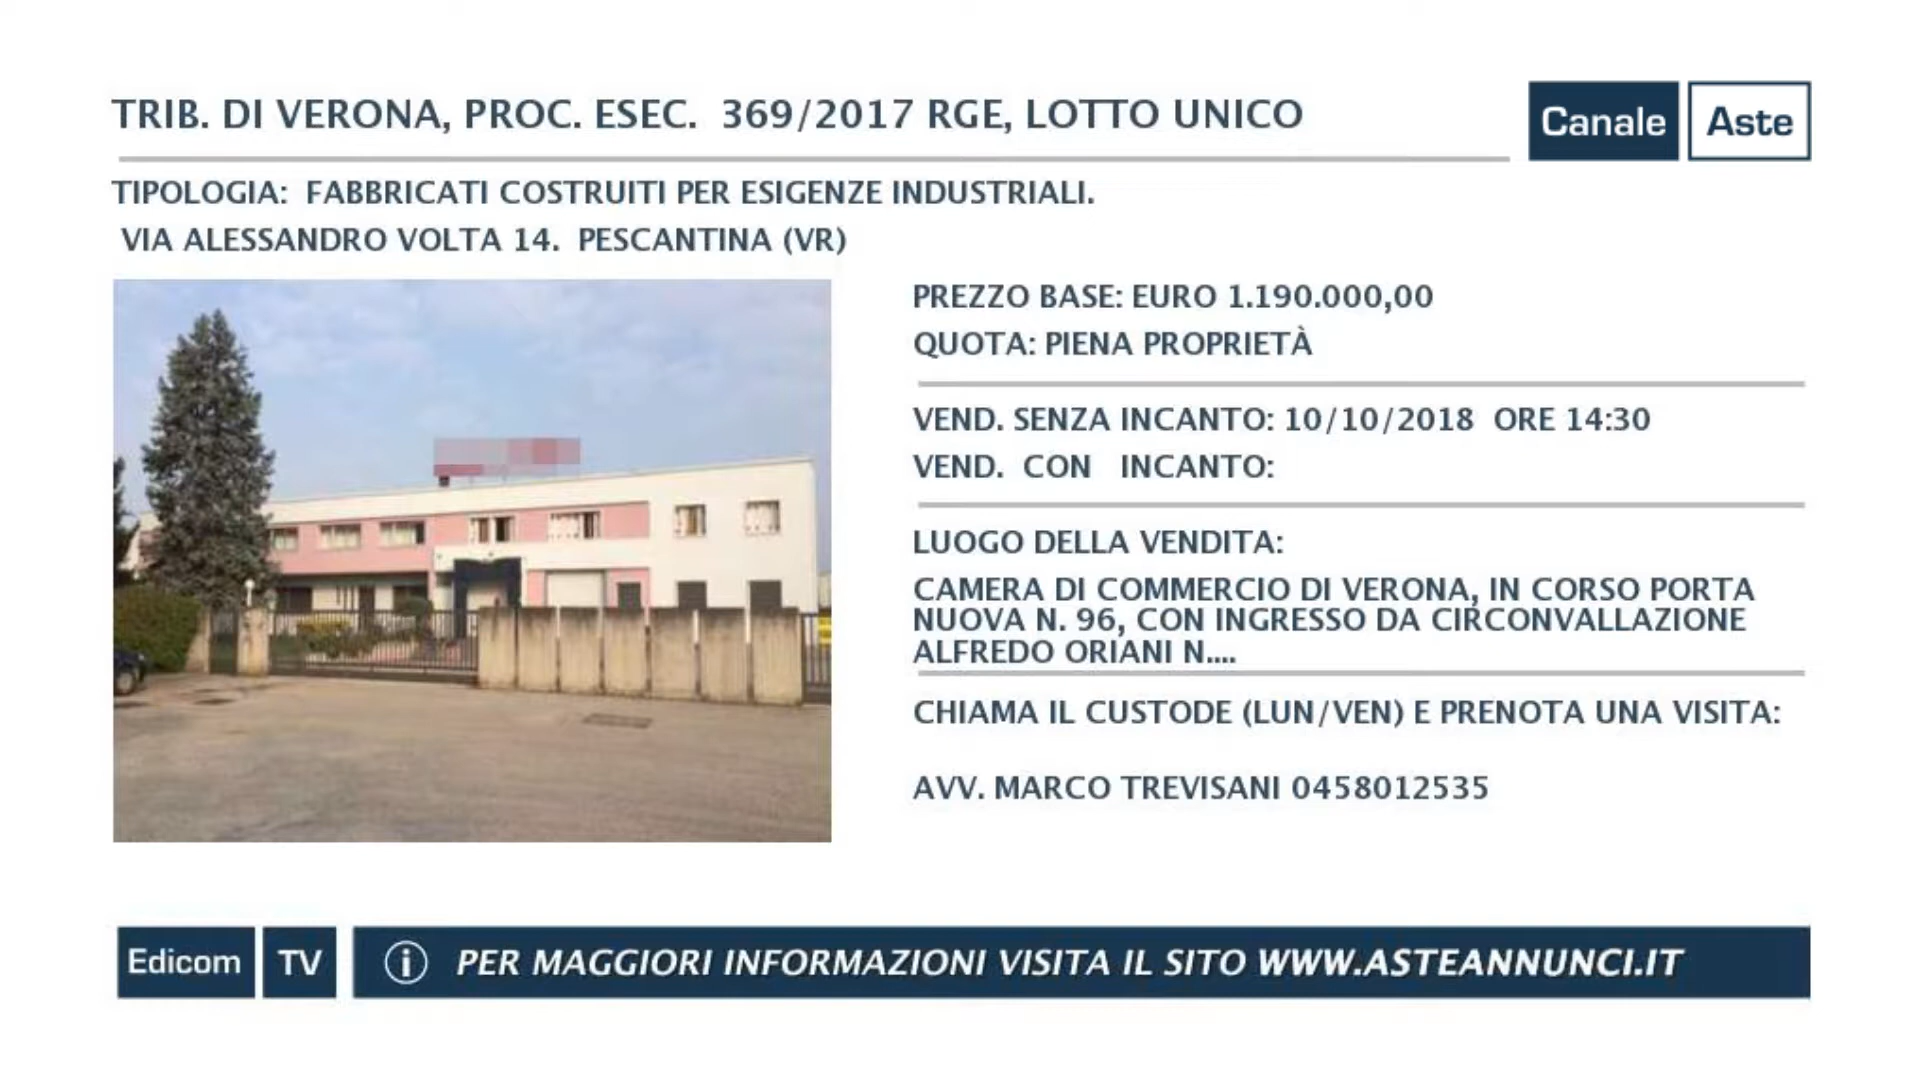 TRIB. DI VERONA, PROC. ESEC. 369/2017 RGE, LOTTO UNICO
Canale Aste
TIPOLOGIA: FABBRICATI COSTRUITI PER ESIGENZE INDUSTRIALI.
VIA ALESSANDRO VOLTA 14. PESCANTINA (VR)
PREZZO BASE: EURO 1.190.000,00
QUOTA: PIENA PROPRIETÀ
VEND. SENZA INCANTO: 10/10/2018 ORE 14:30
VEND. CON INCANTO:
LUOGO DELLA VENDITA:
CAMERA DI COMMERCIO DI VERONA, IN CORSO PORTA
NUOVA N. 96, CON INGRESSO DA CIRCONVALLAZIONE
ALFREDO ORIANI N....
CHIAMA IL CUSTODE (LUN/VEN) E PRENOTA UNA VISITA:
AVV. MARCO TREVISANI 0458012535
Edicom TV
PER MAGGIORI INFORMAZIONI VISITA IL SITO WWW.ASTEANNUNCI.IT